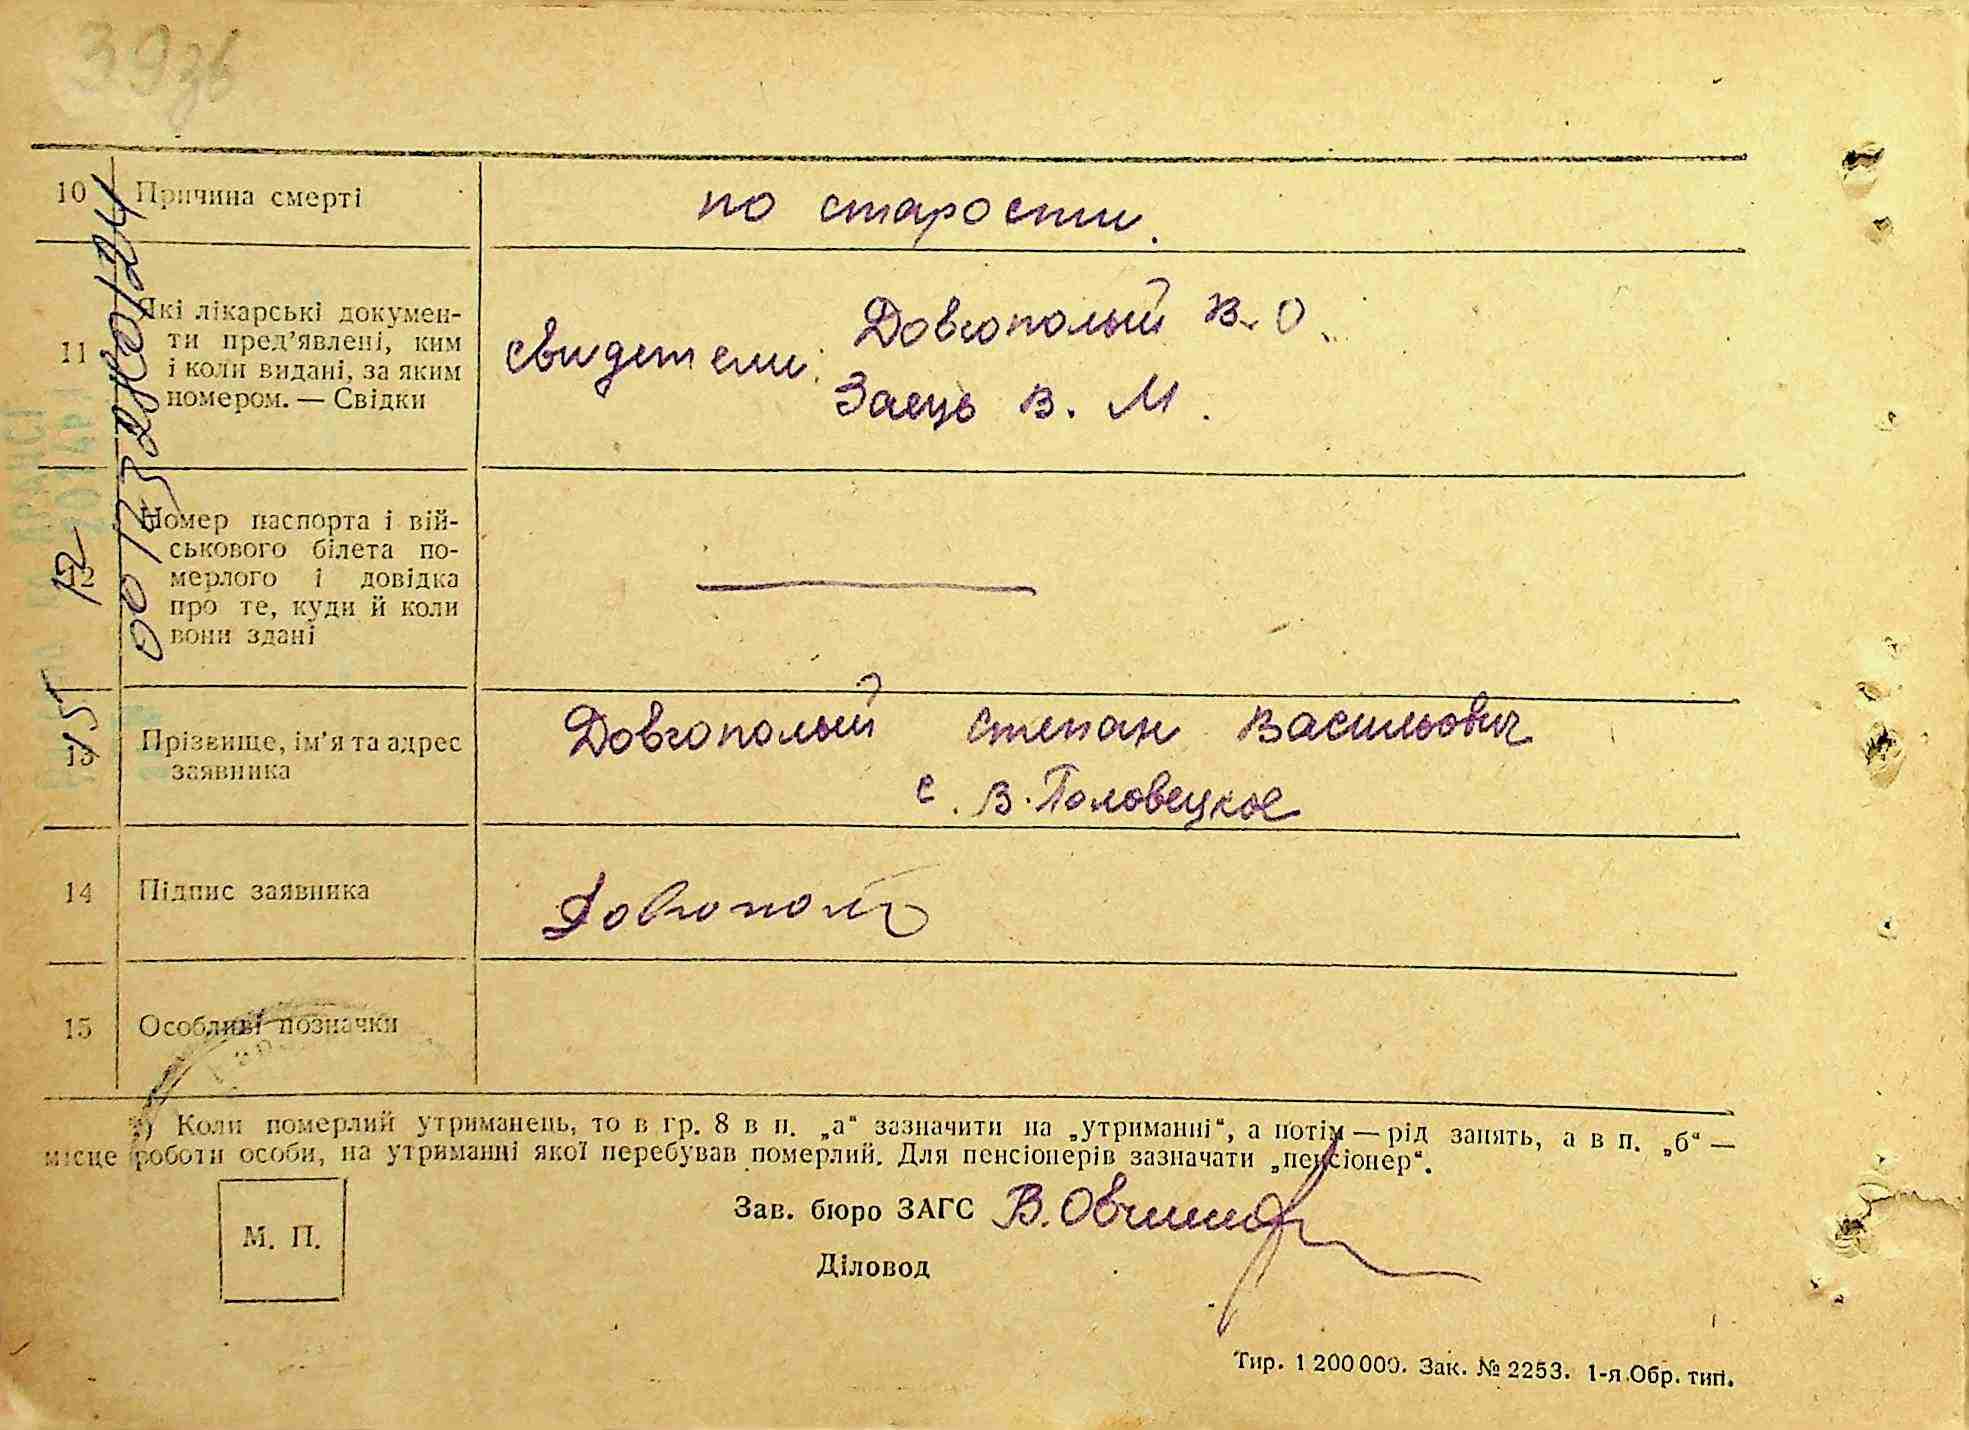 39зв
10 Причина смерті
по старости.
11 Які лікарські докумен-
ти пред’явлені, ким
і коли видані, за яким
номером. — Свідки
свидетели: Довгополый В. О.
Заець В. М.
12 Номер паспорта і вій-
ськового білета по-
мерлого і довідка
про те, куди й коли
вони здані
13 Прізвище, ім’я та адрес
заявника
Довгополый Степан Васильович
с. В. Половецкое
14 Підпис заявника
15 Особливі позначки
*) Коли померлий утриманець, то в гр. 8 в п. „а“ зазначити на „утриманні“, а потім — рід занять, а в п. „б“ —
місце роботи особи, на утриманні якої перебував померлий. Для пенсіонерів зазначати „пенсіонер“.
М. П.
Зав. бюро ЗАГС
Діловод
Тир. 1 200 000. Зак. № 2253. 1-я Обр. тип.